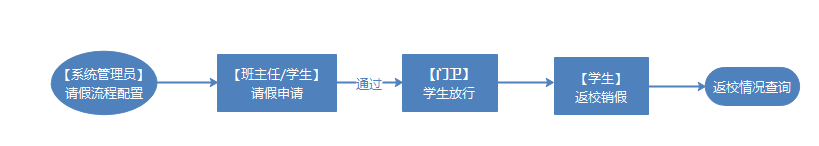 【系统管理员】
请假流程配置
【班主任/学生】
请假申请
通过
【门卫】
学生放行
【学生】
返校销假
返校情况查询